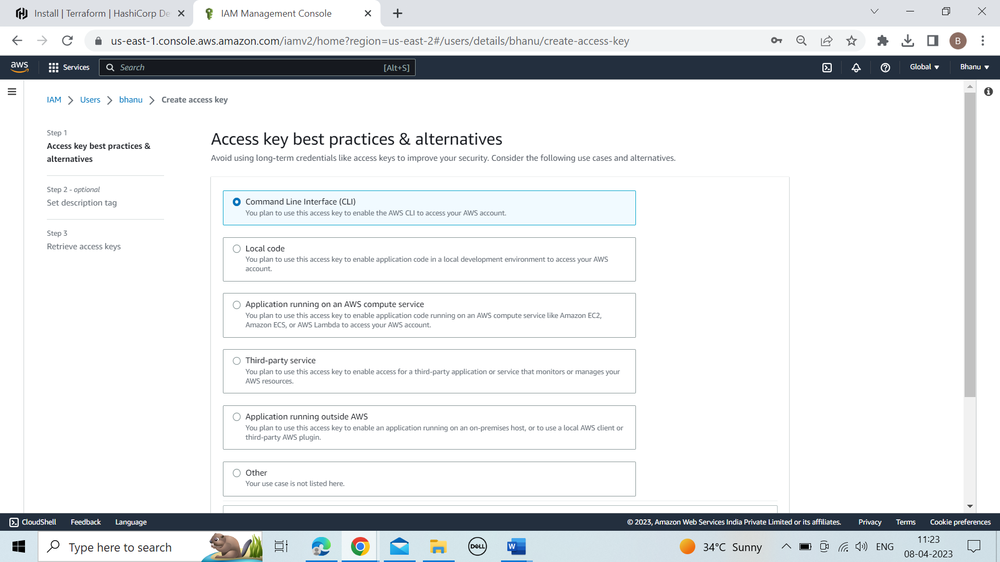 Install | Terraform | HashiCorp De
IAM Management Console
us-east-1.console.aws.amazon.com/iamv2/home?region=us-east-2#/users/details/bhanu/create-access-key
B
aws
Services
Search
[Alt+S]
Global
Bhanu
IAM
Users
bhanu
Create access key
Step 1
Access key best practices &
alternatives
Step 2 - optional
Set description tag
Step 3
Retrieve access keys
Access key best practices & alternatives
Avoid using long-term credentials like access keys to improve your security. Consider the following use cases and alternatives.
Command Line Interface (CLI)
You plan to use this access key to enable the AWS CLI to access your AWS account.
Local code
You plan to use this access key to enable application code in a local development environment to access your AWS
account.
Application running on an AWS compute service
You plan to use this access key to enable application code running on an AWS compute service like Amazon EC2,
Amazon ECS, or AWS Lambda to access your AWS account.
Third-party service
You plan to use this access key to enable access for a third-party application or service that monitors or manages your
AWS resources.
Application running outside AWS
You plan to use this access key to enable an application running on an on-premises host, or to use a local AWS client or
third-party AWS plugin.
Other
Your use case is not listed here.
CloudShell
Feedback
Language
© 2023, Amazon Web Services India Private Limited or its affiliates.
Privacy
Terms
Cookie preferences
Type here to search
DELL
W
34°C Sunny
ENG
11:23
08-04-2023